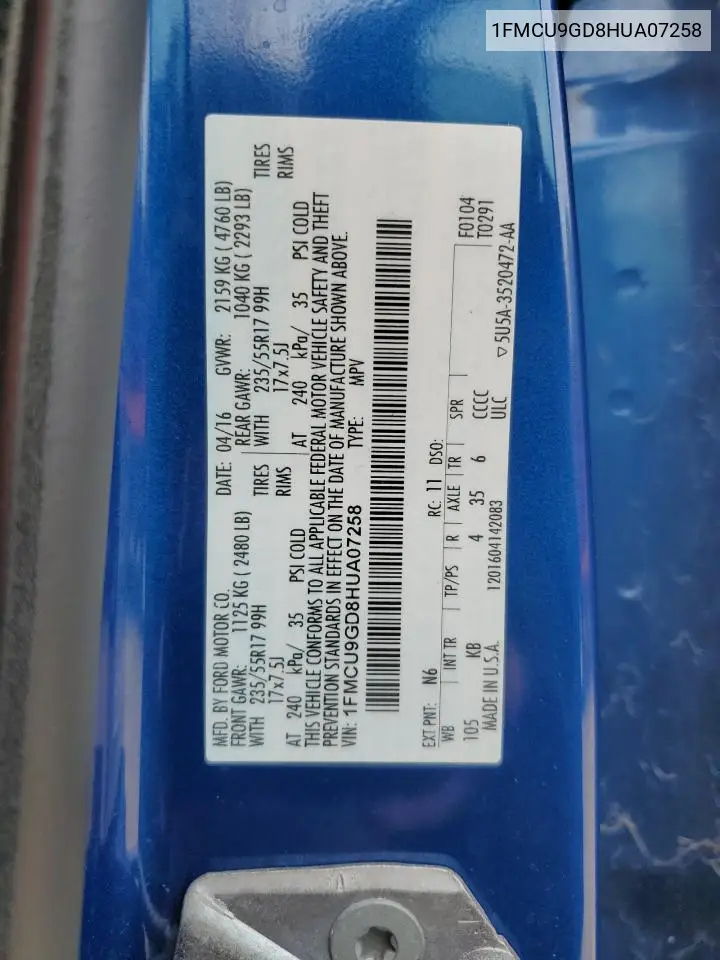 1FMCU9GD8HUA07258
MFD. BY FORD MOTOR CO. DATE: 04/16 GVWR: 2159 KG ( 4760 LB)
FRONT GAWR: 1125 KG ( 2480 LB) REAR GAWR: 1040 KG ( 2293 LB)
WITH 235/55R17 99H TIRES WITH 235/55R17 99H TIRES
17x7.5J RIMS 17x7.5J RIMS
AT 240 kPa/ 35 PSI COLD AT 240 kPa/ 35 PSI COLD
THIS VEHICLE CONFORMS TO ALL APPLICABLE FEDERAL MOTOR VEHICLE SAFETY AND THEFT
PREVENTION STANDARDS IN EFFECT ON THE DATE OF MANUFACTURE SHOWN ABOVE.
VIN: 1FMCU9GD8HUA07258 TYPE: MPV
EXT PNT: N6 RC: 11 DSO: F0104
WB INT TR TP/PS R AXLE TR SPR T0291
105 KB 4 35 6 CCCC
MADE IN U.S.A. 1201604142083 ULC ▽5U5A-3520472-AA